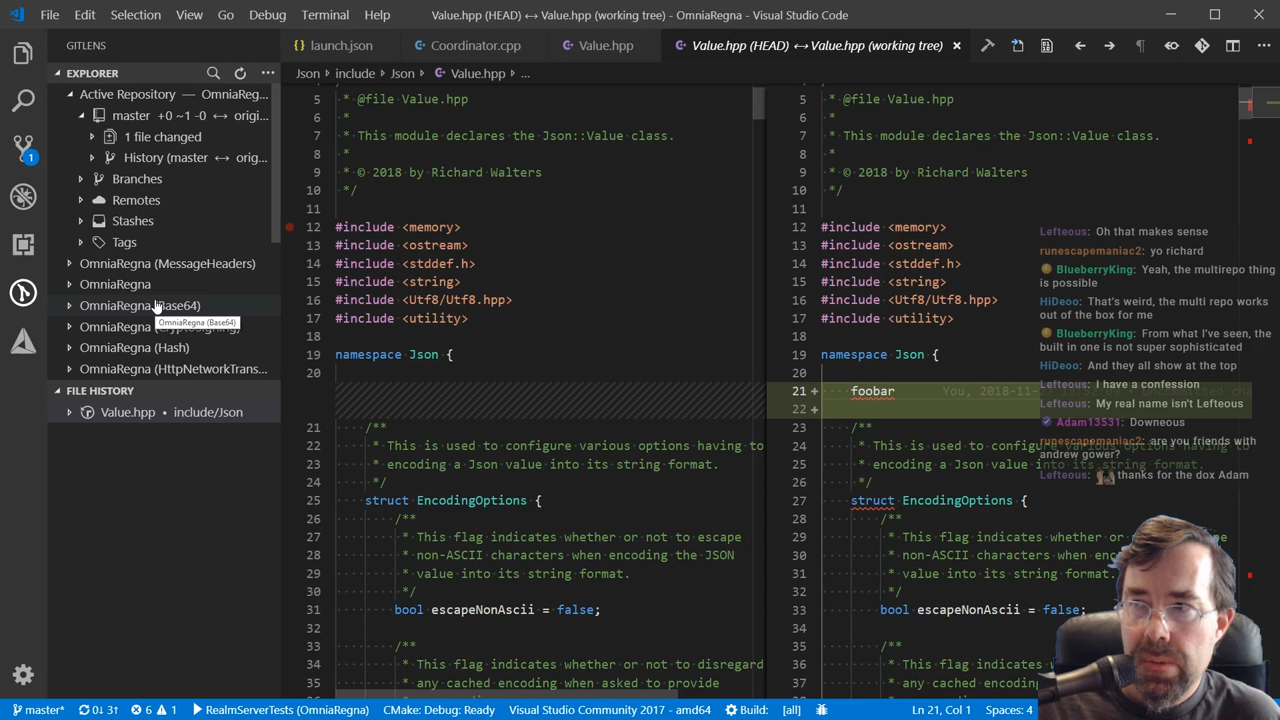 File Edit Selection View Go Debug Terminal Help
Value.hpp (HEAD) ↔ Value.hpp (working tree) - OmniaRegna - Visual Studio Code
GITLENS
EXPLORER
Active Repository — OmniaReg...
master +0 ~1 -0 ↔ origi...
1 file changed
History (master ↔ orig...
Branches
Remotes
Stashes
Tags
OmniaRegna (MessageHeaders)
OmniaRegna
OmniaRegna (Base64)
OmniaRegna (Base64)
OmniaRegna
OmniaRegna (Hash)
OmniaRegna (HttpNetworkTrans...
FILE HISTORY
Value.hpp • include/Json
1
launch.json
Coordinator.cpp
Value.hpp
Value.hpp (HEAD) ↔ Value.hpp (working tree)
Json include Json Value.hpp ...
5 * @file Value.hpp
6 *
7 * This module declares the Json::Value class.
8 *
9 * © 2018 by Richard Walters
10 */
11
12 #include <memory>
13 #include <ostream>
14 #include <stddef.h>
15 #include <string>
16 #include <Utf8/Utf8.hpp>
17 #include <utility>
18
19 namespace Json {
20
21 /**
22 * This is used to configure various options having to
23 * encoding a Json value into its string format.
24 */
25 struct EncodingOptions {
26 /**
27 * This flag indicates whether or not to escape
28 * non-ASCII characters when encoding the JSON
29 * value into its string format.
30 */
31 bool escapeNonAscii = false;
32
33 /**
34 * This flag indicates whether or not to disregard
35 * any cached encoding when asked to provide
5 * @file Value.hpp
6 *
7 * This module declares the Json::Value class.
8 *
9 * © 2018 by Richard Walters
10 */
11
12 #include <memory>
13 #include <ostream>
14 #include <stddef.h>
15 #include <string>
16 #include <Utf8/Utf8.hpp>
17 #include <utility>
18
19 namespace Json {
20
21 + foobar You, 2018-11-
22 +
23 /**
24 * This is used to configure various options having to
25 * encoding a Json value into its string format.
26 */
27 struct EncodingOptions {
28 /**
29 * This flag indicates whether or
30 * non-ASCII characters when encod
31 * value into its string format.
32 */
33 bool escapeNonAscii = false;
34
35 /**
36 * This flag indicates whether or
37 * any cached encoding when asked
Lefteous: Oh that makes sense
runescapemaniac2: yo richard
BlueberryKing: Yeah, the multirepo thing
is possible
HiDeoo: That's weird, the multi repo works
out of the box for me
BlueberryKing: From what I've seen, the
built in one is not super sophisticated
HiDeoo: And they all show at the top
Lefteous: I have a confession
Lefteous: My real name isn't Lefteous
Adam13531: Downeous
runescapemaniac2: are you friends with
andrew gower?
Lefteous: thanks for the dox Adam
master* 0↓ 3↑ 6 1 RealmServerTests (OmniaRegna) CMake: Debug: Ready Visual Studio Community 2017 - amd64 Build: [all] Ln 21, Col 1 Spaces: 4